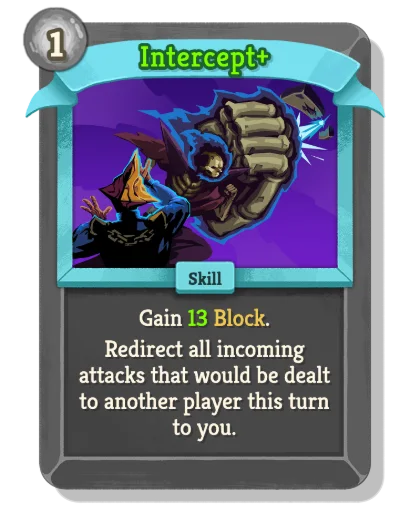 1
Intercept+
Skill
Gain 13 Block.
Redirect all incoming
attacks that would be dealt
to another player this turn
to you.